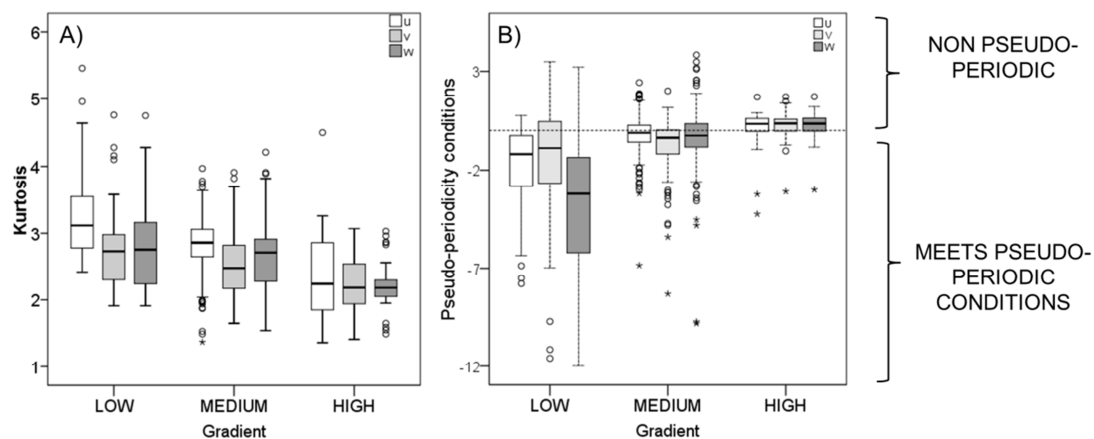 A)
u
v
w
6
5
4
3
2
1
Kurtosis
LOW MEDIUM HIGH
Gradient
B)
u
v
w
3
-2
-7
-12
Pseudo-periodicity conditions
LOW MEDIUM HIGH
Gradient
NON PSEUDO-
PERIODIC
MEETS PSEUDO-
PERIODIC
CONDITIONS